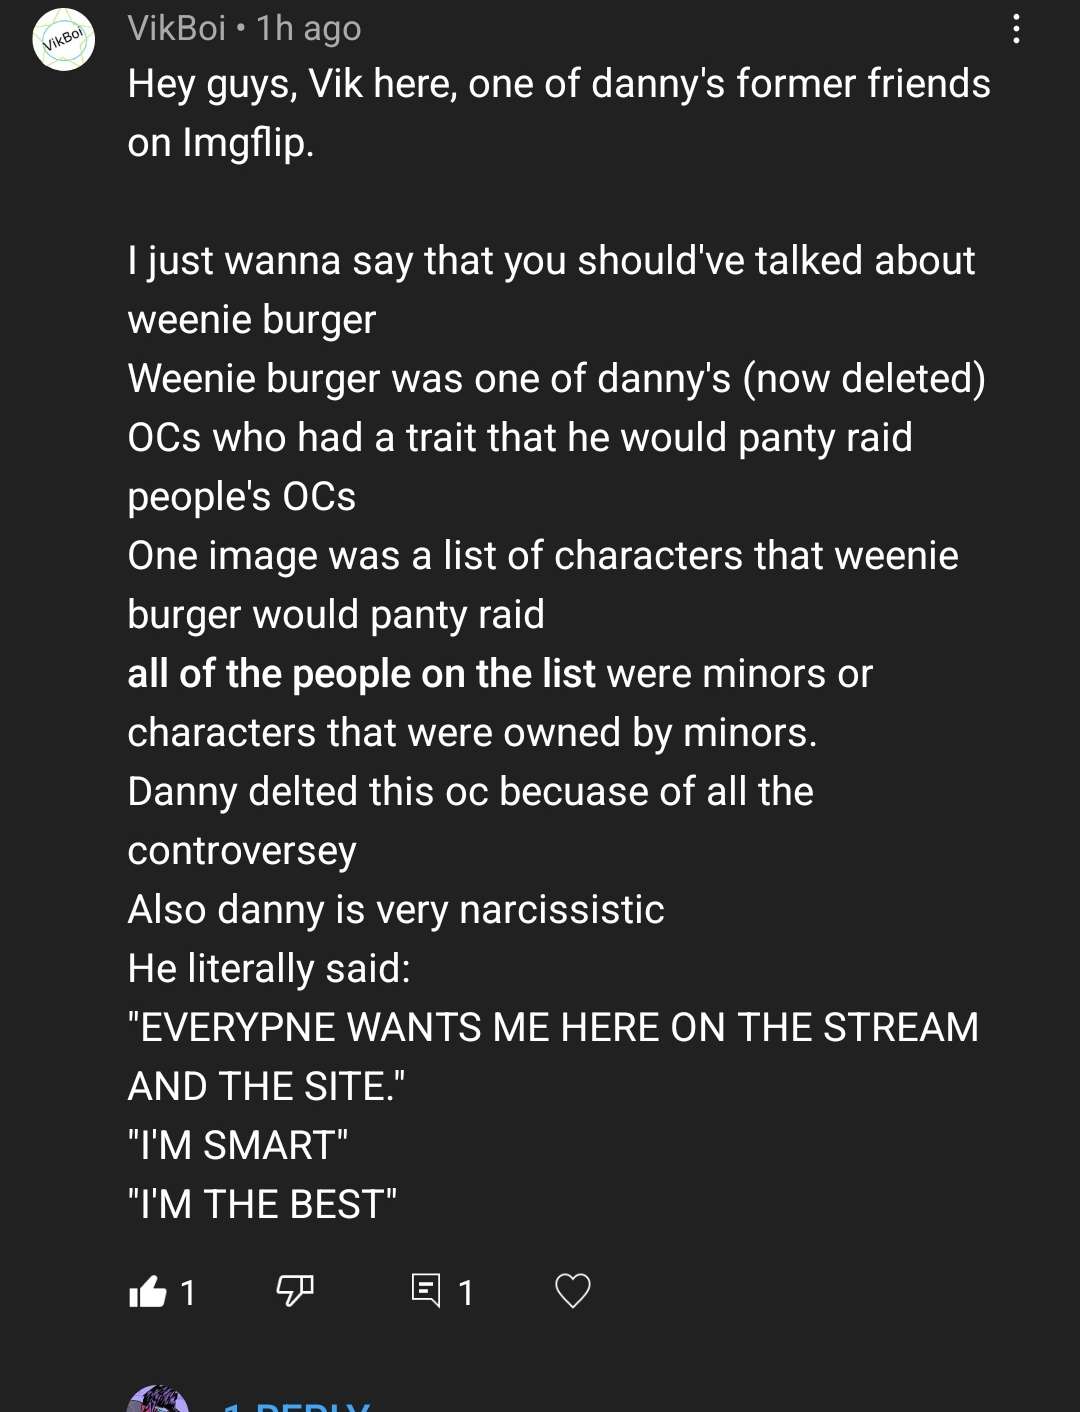 VikBoi
VikBoi • 1h ago
Hey guys, Vik here, one of danny's former friends
on Imgflip.
I just wanna say that you should've talked about
weenie burger
Weenie burger was one of danny's (now deleted)
OCs who had a trait that he would panty raid
people's OCs
One image was a list of characters that weenie
burger would panty raid
all of the people on the list were minors or
characters that were owned by minors.
Danny delted this oc becuase of all the
controversey
Also danny is very narcissistic
He literally said:
"EVERYPNE WANTS ME HERE ON THE STREAM
AND THE SITE."
"I'M SMART"
"I'M THE BEST"
1
1
1 REPLY